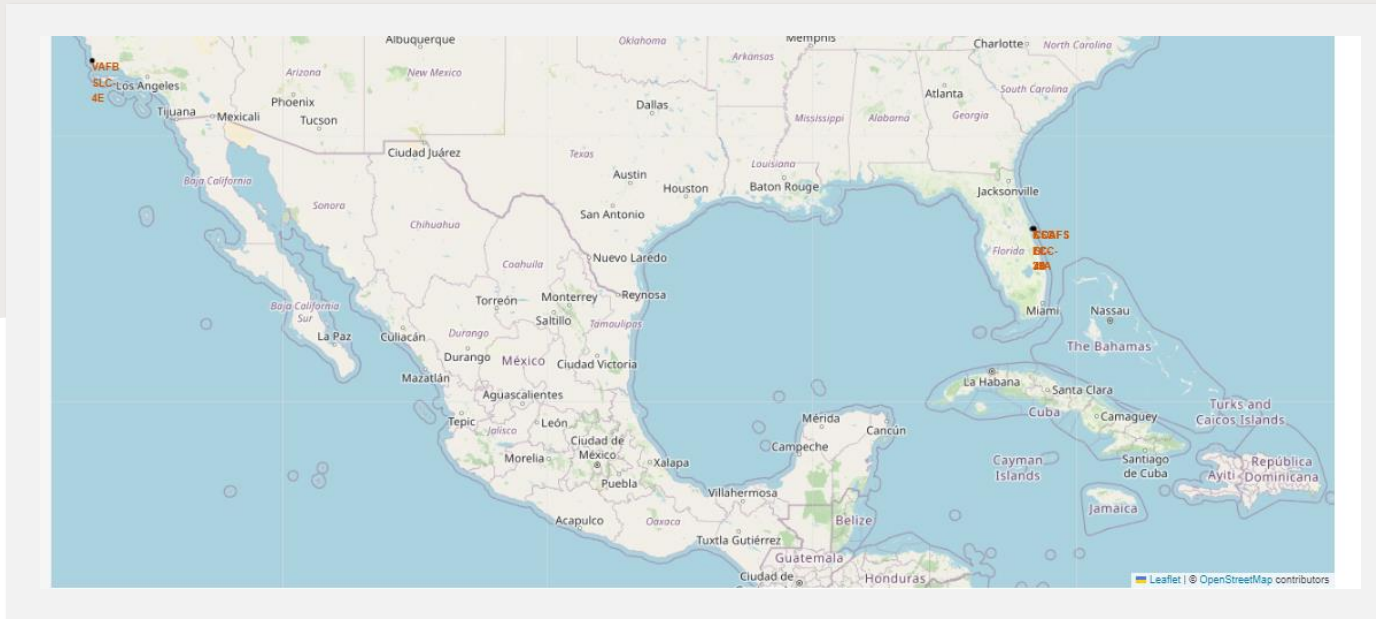 Albuquerque
Oklahoma
Memphis
Charlotte
North Carolina
VAFB
SLC-
4E
Los Angeles
Arizona
New Mexico
Arkansas
Tijuana
Mexicali
Phoenix
Tucson
Dallas
Atlanta
South Carolina
Mississippi
Alabama
Georgia
Ciudad Juárez
Texas
Louisiana
Baja California
Austin
Houston
Baton Rouge
Jacksonville
Sonora
Chihuahua
San Antonio
Florida
Coahuila
Nuevo Laredo
Torreón
Monterrey
Reynosa
Miami
Nassau
Baja California
Sur
Saltillo
Tamaulipas
La Paz
Culiacán
Durango
The Bahamas
Durango
México
Ciudad Victoria
Mazatlán
La Habana
Santa Clara
Aguascalientes
Cuba
Camaguey
Turks and
Caicos Islands
Tepic
Jalisco
León
Mérida
Cancún
Ciudad de
México
Campeche
Morelia
Xalapa
Cayman
Islands
Santiago
de Cuba
Ayiti
República
Dominicana
Puebla
Villahermosa
Jamaica
Acapulco
Oaxaca
Belize
Tuxtla Gutiérrez
Guatemala
Ciudad de
Honduras
Leaflet | © OpenStreetMap contributors